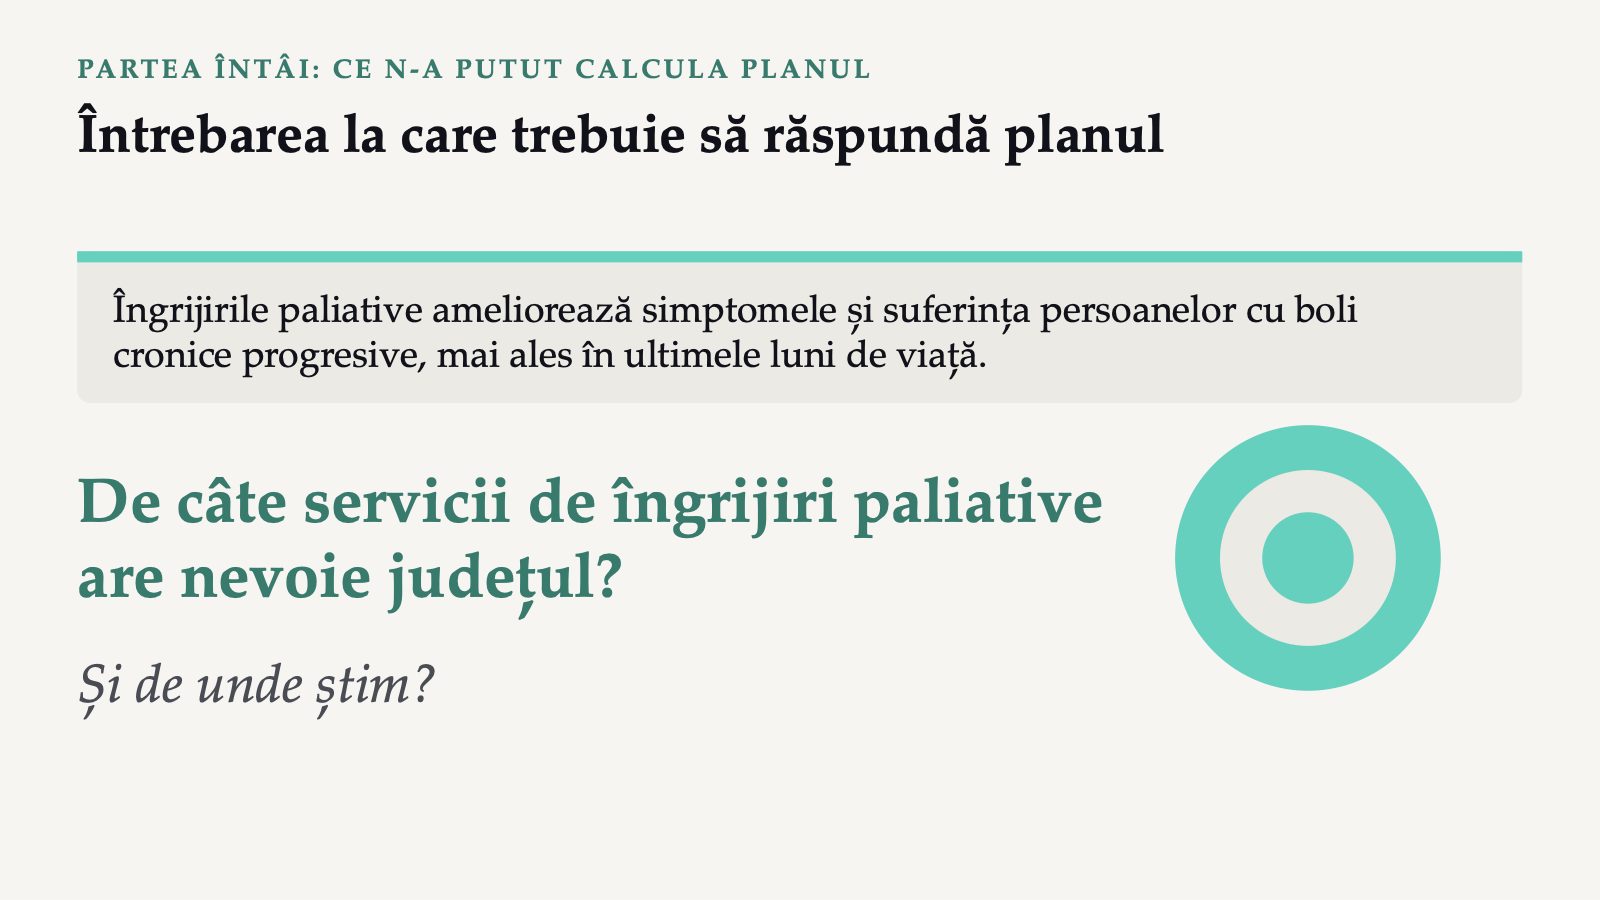 PARTEA ÎNTÂI: CE N-A PUTUT CALCULA PLANUL
Întrebarea la care trebuie să răspundă planul
Îngrijirile paliative ameliorează simptomele și suferința persoanelor cu boli
cronice progresive, mai ales în ultimele luni de viață.
De câte servicii de îngrijiri paliative
are nevoie județul?
Și de unde știm?